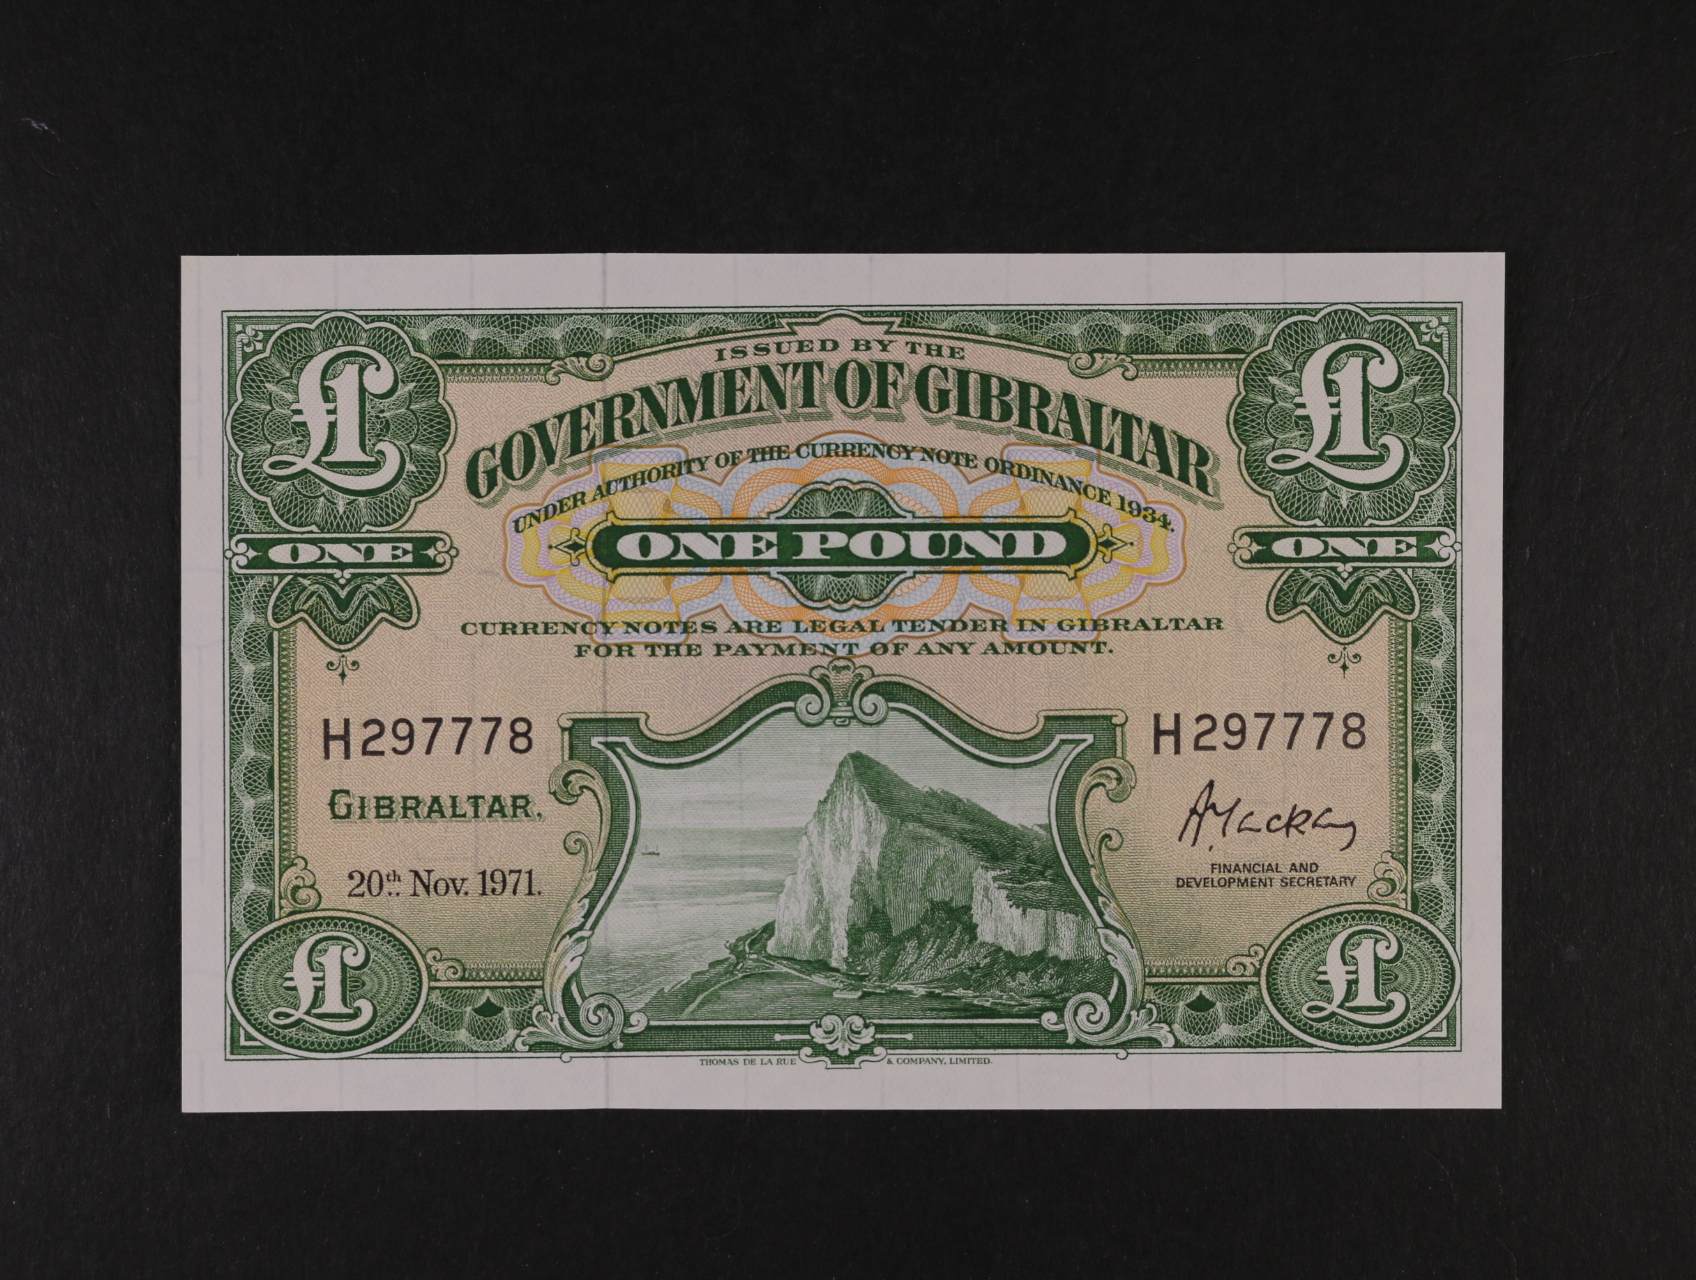 £1
£1
ISSUED BY THE
GOVERNMENT OF GIBRALTAR
UNDER AUTHORITY OF THE CURRENCY NOTE ORDINANCE 1934.
ONE
ONE POUND
ONE
CURRENCY NOTES ARE LEGAL TENDER IN GIBRALTAR
FOR THE PAYMENT OF ANY AMOUNT.
H297778
H297778
GIBRALTAR,
20th Nov. 1971.
A. Mackay
FINANCIAL AND
DEVELOPMENT SECRETARY
£1
£1
THOMAS DE LA RUE & COMPANY, LIMITED.